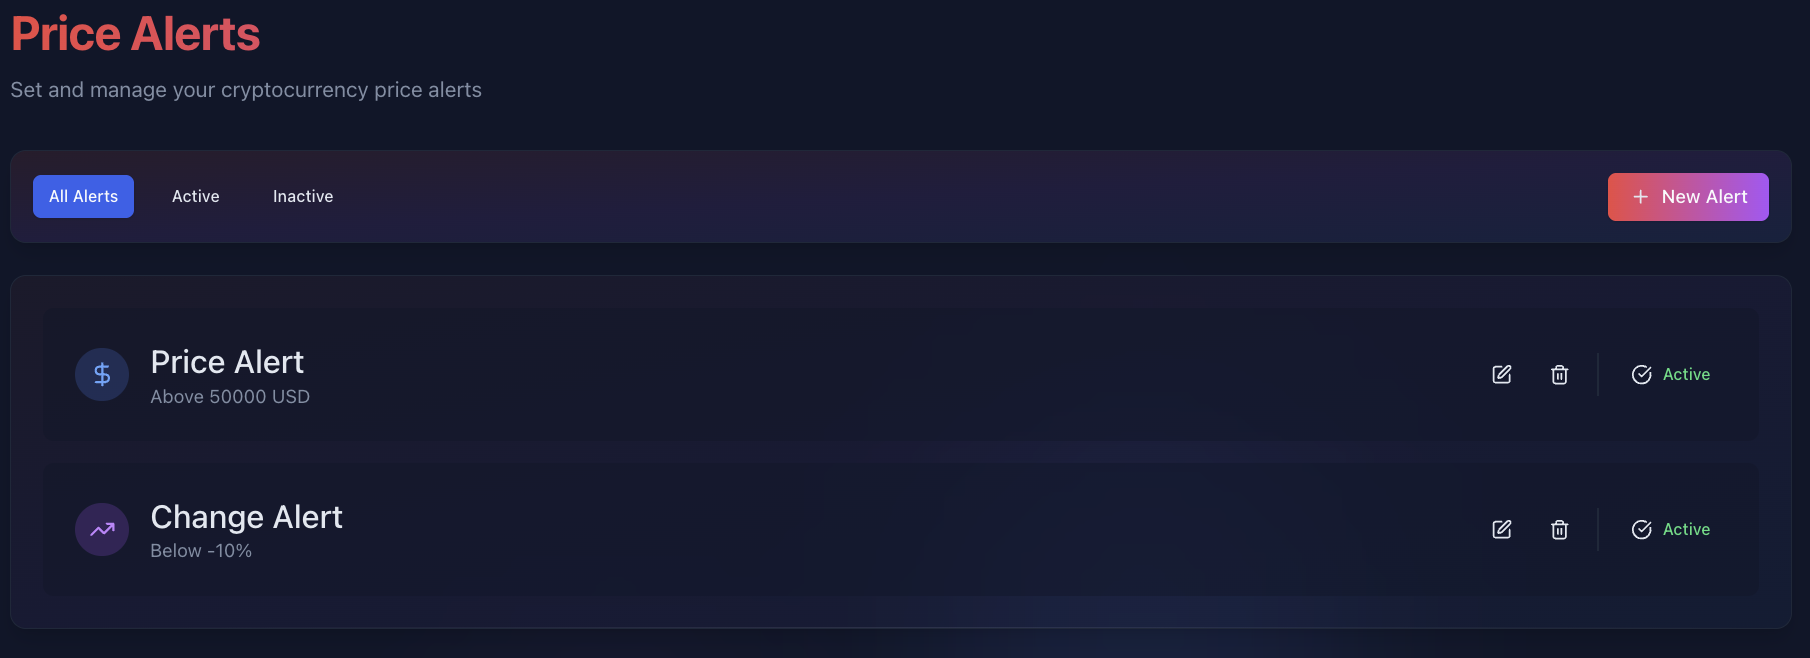 Price Alerts
Set and manage your cryptocurrency price alerts
All Alerts Active Inactive + New Alert
Price Alert
Above 50000 USD
Active
Change Alert
Below -10%
Active